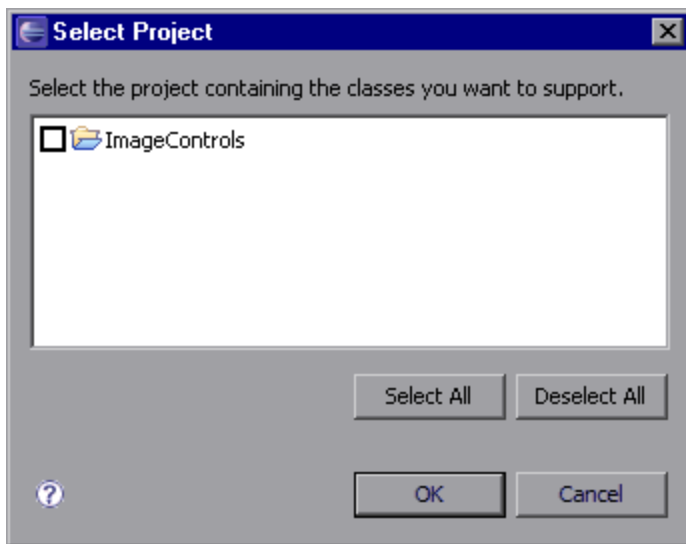 Select Project
Select the project containing the classes you want to support.
ImageControls
Select All Deselect All
? OK Cancel